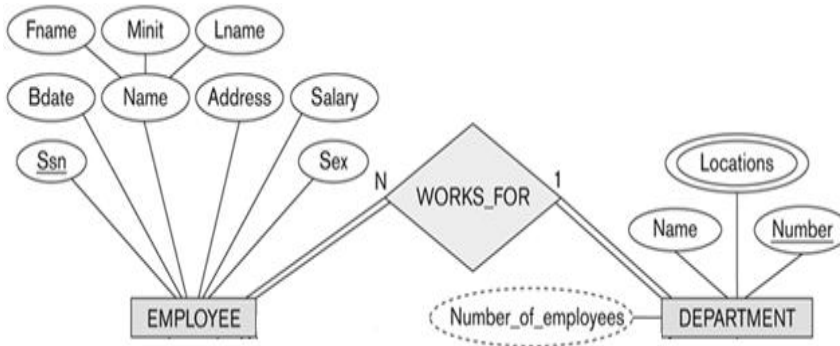 Fname Minit Lname
Bdate Name Address Salary
Ssn Sex
N WORKS_FOR 1
Locations
Name Number
Number_of_employees
EMPLOYEE DEPARTMENT